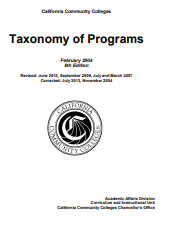 California Community Colleges
Taxonomy of Programs
February 2004
6th Edition
Revised: June 2012, September 2009, July and March 2007
Corrected: July 2013, November 2004
CALIFORNIA
COMMUNITY COLLEGES
Academic Affairs Division
Curriculum and Instructional Unit
California Community Colleges Chancellor's Office